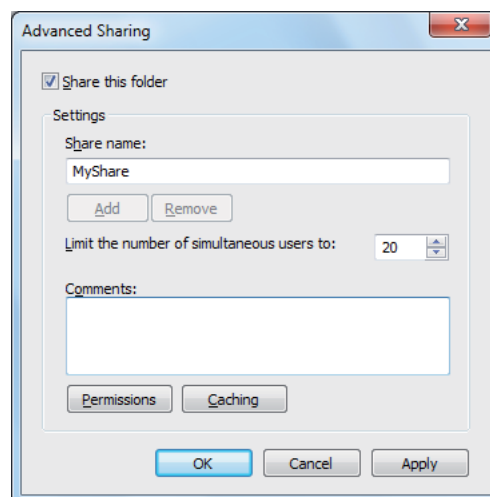 Advanced Sharing
Share this folder
Settings
Share name:
MyShare
Add Remove
Limit the number of simultaneous users to: 20
Comments:
Permissions Caching
OK Cancel Apply